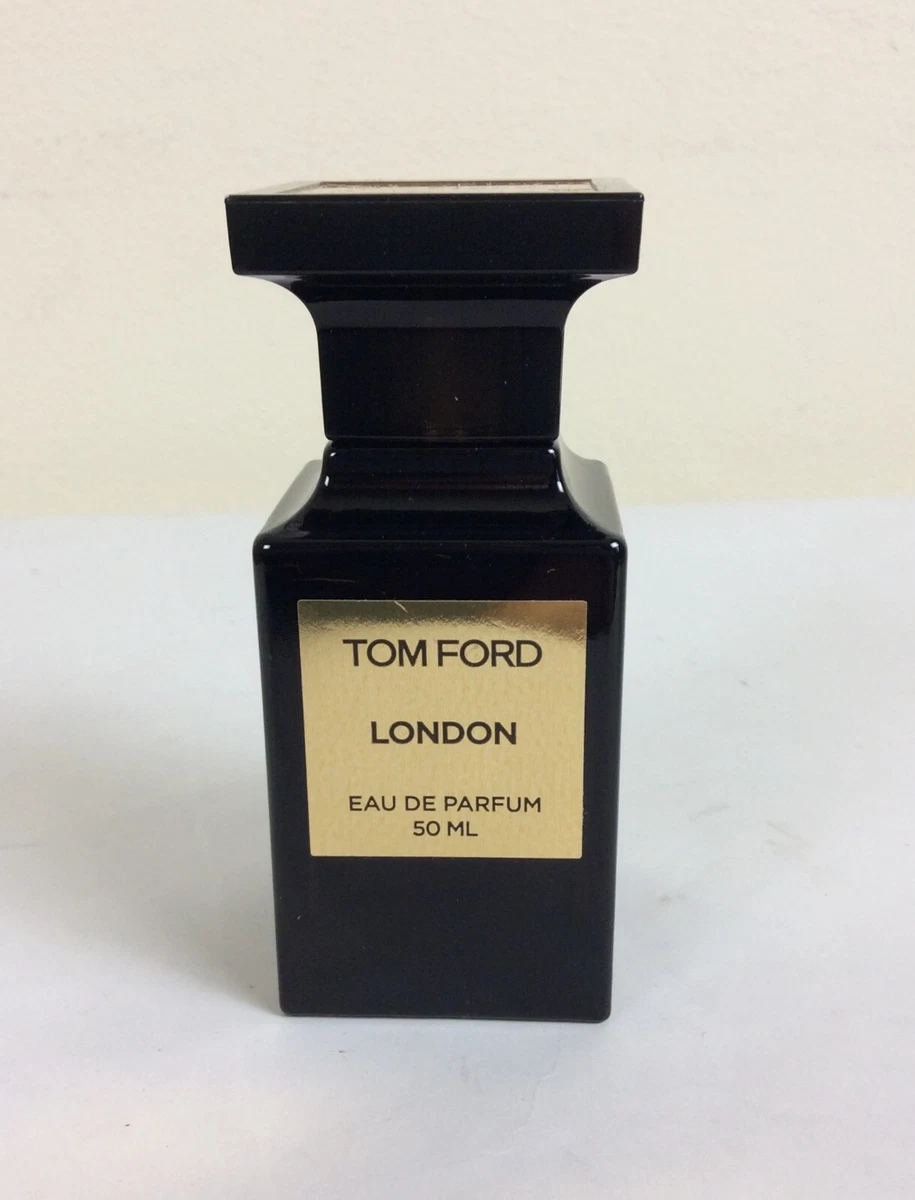 TOM FORD
LONDON
EAU DE PARFUM
50 ML